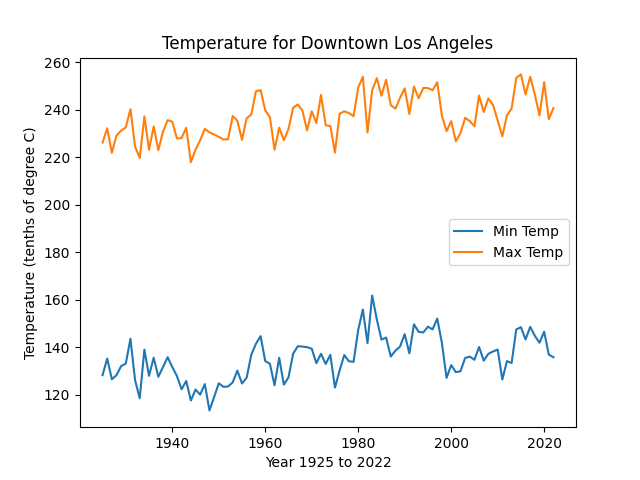 Temperature for Downtown Los Angeles
Temperature (tenths of degree C)
260
240
220
200
180
160
140
120
Min Temp
Max Temp
1940 1960 1980 2000 2020
Year 1925 to 2022